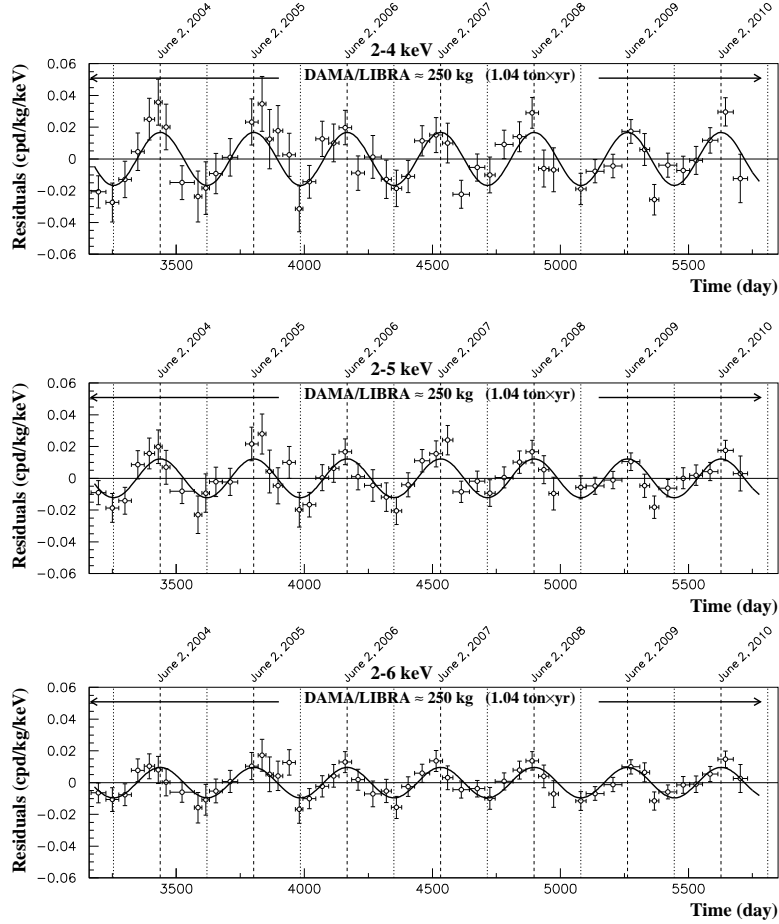 June 2, 2004 June 2, 2005 June 2, 2006 June 2, 2007 June 2, 2008 June 2, 2009 June 2, 2010
2-4 keV
DAMA/LIBRA ≈ 250 kg (1.04 ton×yr)
Residuals (cpd/kg/keV)
0.06
0.04
0.02
0
−0.02
−0.04
−0.06
3500 4000 4500 5000 5500
Time (day)
June 2, 2004 June 2, 2005 June 2, 2006 June 2, 2007 June 2, 2008 June 2, 2009 June 2, 2010
2-5 keV
DAMA/LIBRA ≈ 250 kg (1.04 ton×yr)
Residuals (cpd/kg/keV)
0.06
0.04
0.02
0
−0.02
−0.04
−0.06
3500 4000 4500 5000 5500
Time (day)
June 2, 2004 June 2, 2005 June 2, 2006 June 2, 2007 June 2, 2008 June 2, 2009 June 2, 2010
2-6 keV
DAMA/LIBRA ≈ 250 kg (1.04 ton×yr)
Residuals (cpd/kg/keV)
0.06
0.04
0.02
0
−0.02
−0.04
−0.06
3500 4000 4500 5000 5500
Time (day)